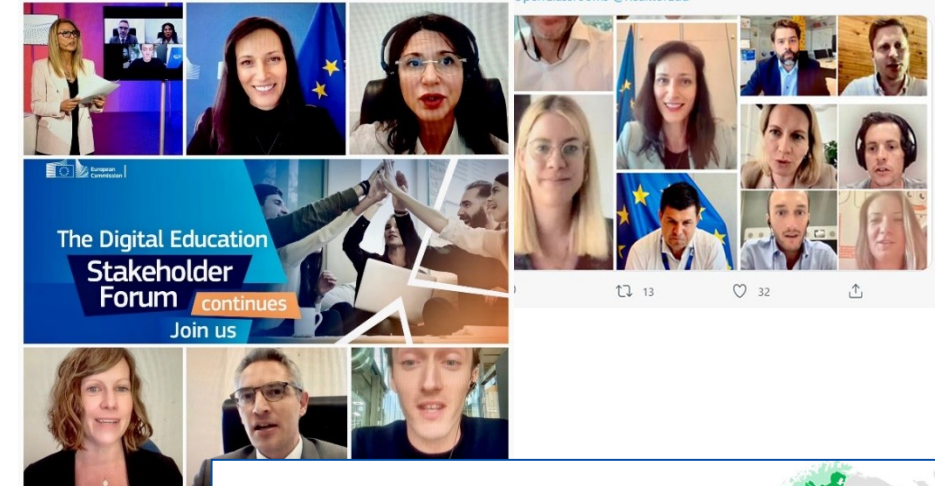 European
Commission
The Digital Education
Stakeholder
Forum
continues
Join us
13
32